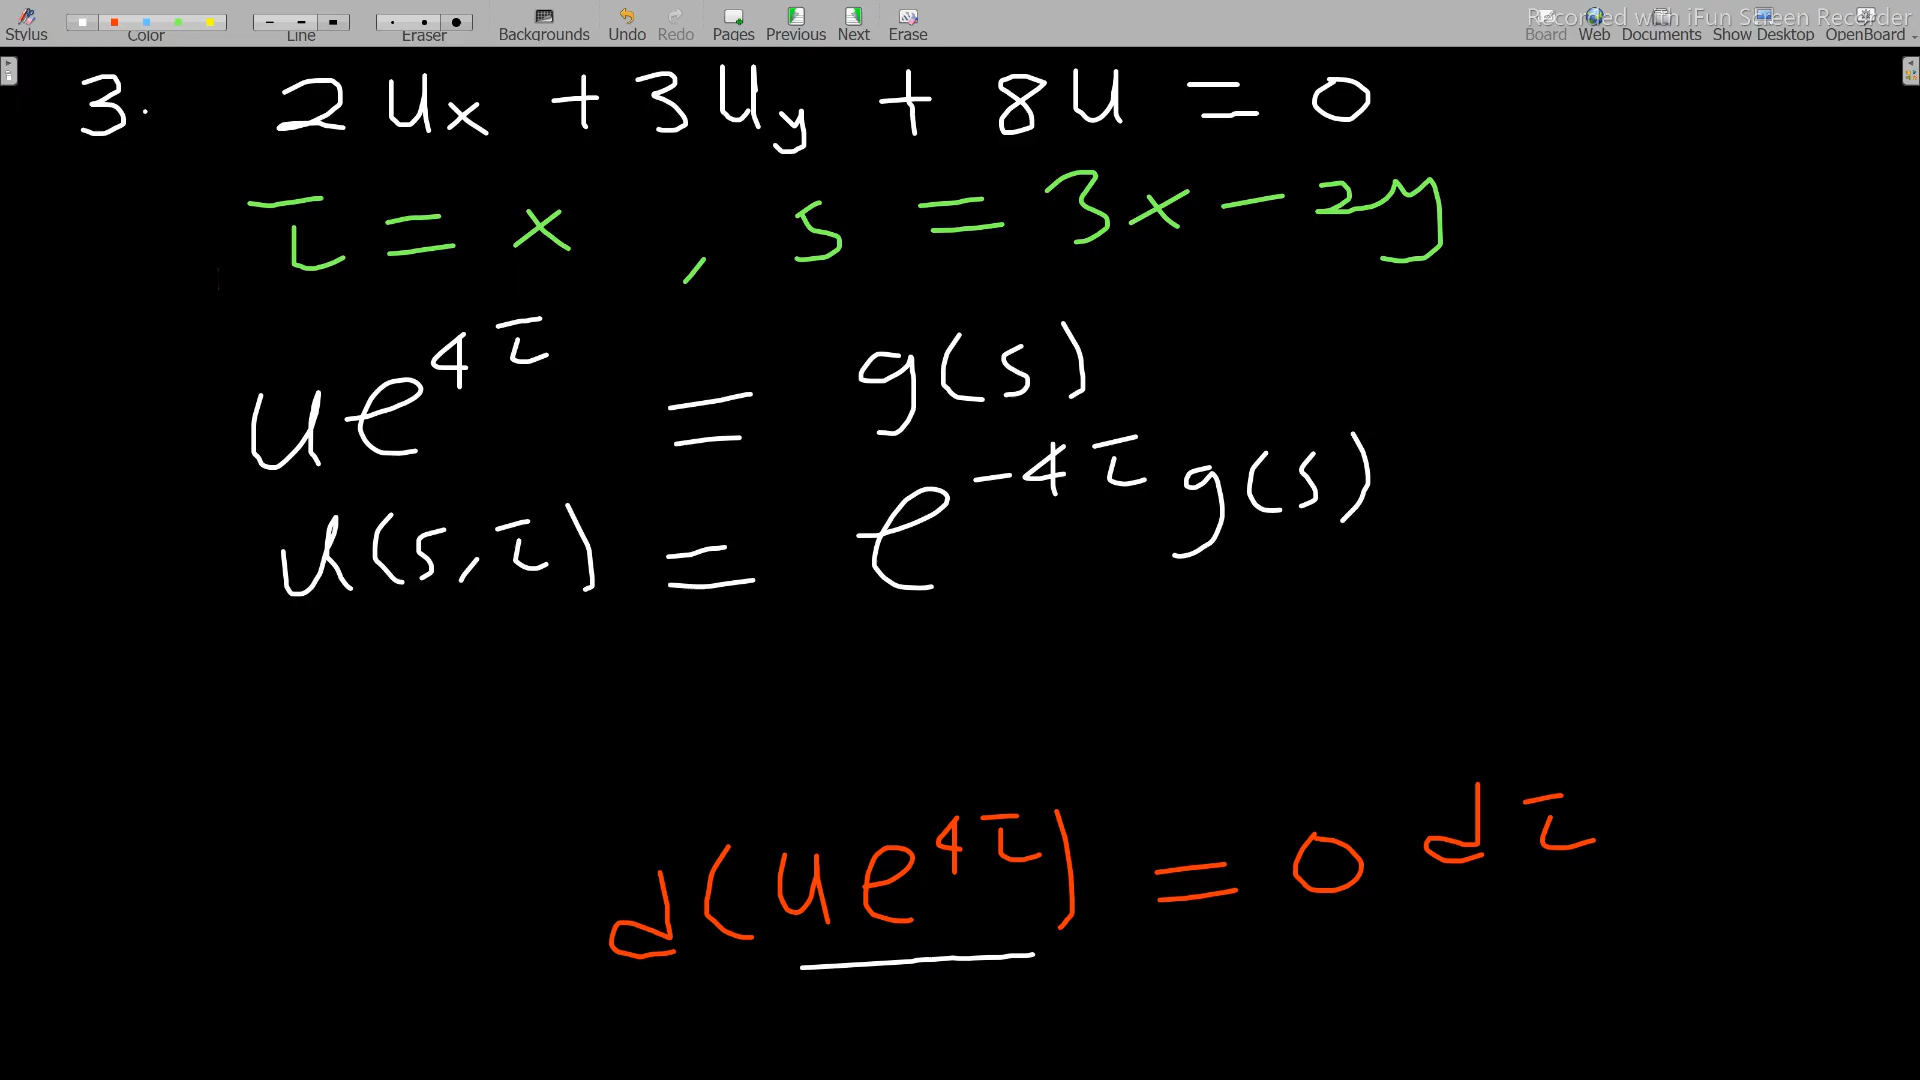 Recorded with iFun Screen Recorder
Stylus Color Line Eraser Backgrounds Undo Redo Pages Previous Next Erase Board Web Documents Show Desktop OpenBoard
3. 2ux + 3uy + 8u = 0
τ = x , s = 3x - 2y
ue^4τ = g(s)
u(s, τ) = e^-4τ g(s)
d(ue^4τ) = 0 dτ